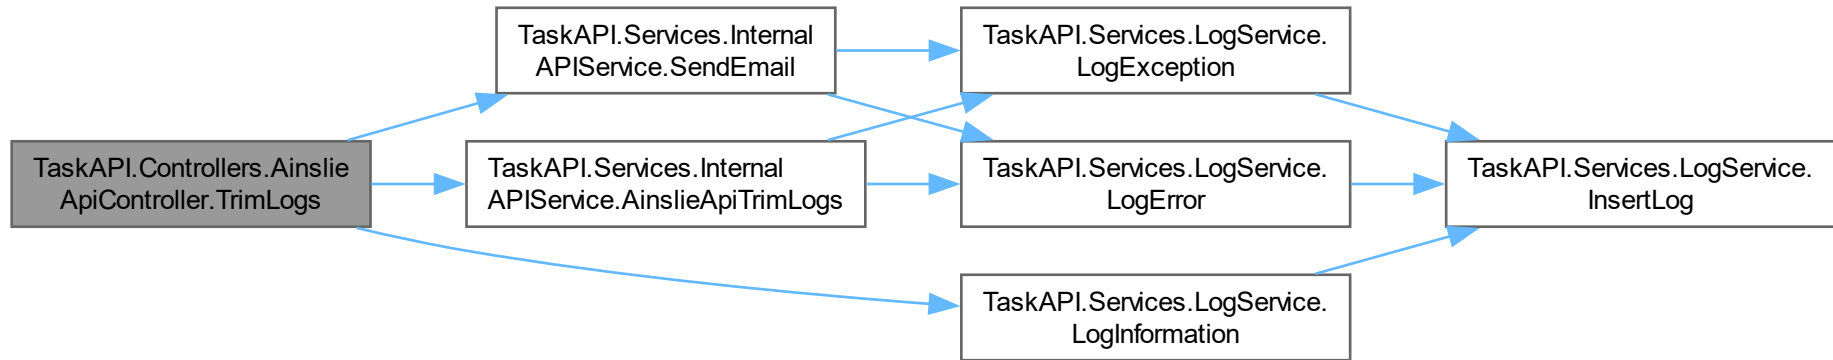 TaskAPI.Controllers.Ainslie
ApiController.TrimLogs
TaskAPI.Services.Internal
APIService.SendEmail
TaskAPI.Services.Internal
APIService.AinslieApiTrimLogs
TaskAPI.Services.LogService.
LogException
TaskAPI.Services.LogService.
LogError
TaskAPI.Services.LogService.
LogInformation
TaskAPI.Services.LogService.
InsertLog